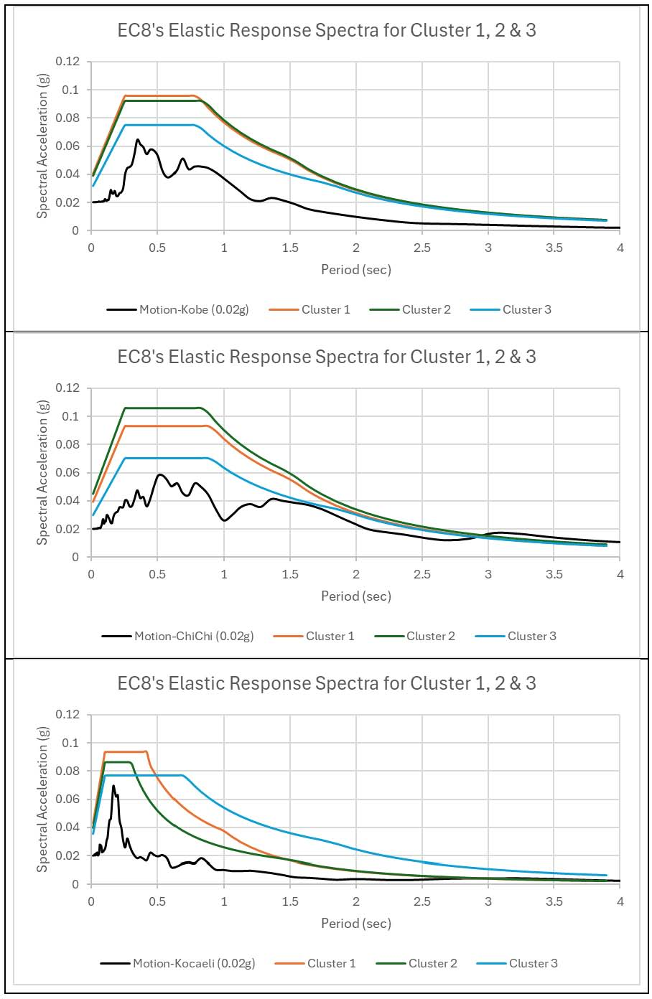 EC8's Elastic Response Spectra for Cluster 1, 2 & 3
Spectral Acceleration (g)
0.12
0.1
0.08
0.06
0.04
0.02
0
0 0.5 1 1.5 2 2.5 3 3.5 4
Period (sec)
Motion-Kobe (0.02g) Cluster 1 Cluster 2 Cluster 3
EC8's Elastic Response Spectra for Cluster 1, 2 & 3
Spectral Acceleration (g)
0.12
0.1
0.08
0.06
0.04
0.02
0
0 0.5 1 1.5 2 2.5 3 3.5 4
Period (sec)
Motion-ChiChi (0.02g) Cluster 1 Cluster 2 Cluster 3
EC8's Elastic Response Spectra for Cluster 1, 2 & 3
Spectral Acceleration (g)
0.12
0.1
0.08
0.06
0.04
0.02
0
0 0.5 1 1.5 2 2.5 3 3.5 4
Period (sec)
Motion-Kocaeli (0.02g) Cluster 1 Cluster 2 Cluster 3